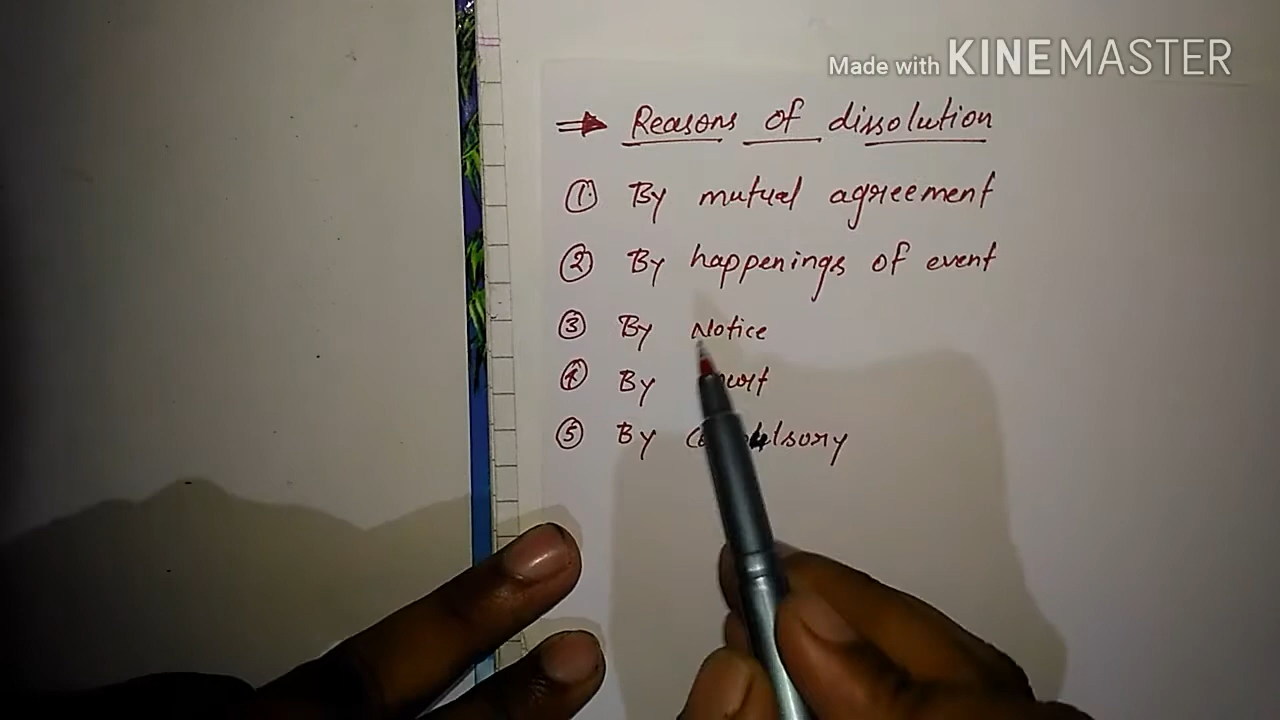 Made with KINEMASTER
⇒ Reasons of dissolution
① By mutual agreement
② By happenings of event
③ By Notice
④ By
⑤ By